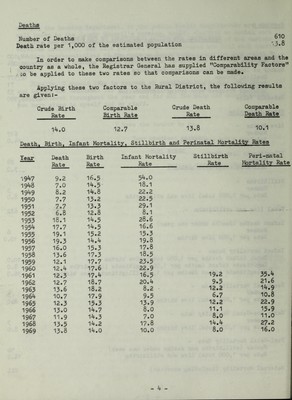 Deaths
Number of Deaths 610
Death rate per 1,000 of the estimated population 13.8
In order to make comparisons between the rates in different areas and the
country as a whole, the Registrar General has supplied "Comparability Factors"
to be applied to these two rates so that comparisons can be made.
Applying these two factors to the Rural District, the following results
are given:-
Crude Birth Comparable Crude Death Comparable
Rate Birth Rate Rate Death Rate
14.0 12.7 13.8 10.1
Death, Birth, Infant Mortality, Stillbirth and Perinatal Mortality Rates
Year Death Birth Infant Mortality Stillbirth Peri-natal
Rate Rate Rate Rate Mortality Rate
1947 9.2 16.5 54.0
1948 7.0 14.5 18.1
1949 8.2 14.8 22.2
1950 7.7 13.2 22.5
1951 7.7 13.3 29.1
1952 6.8 12.8 8.1
1953 18.1 14.5 28.6
1954 17.7 14.5 16.6
1955 19.1 15.2 15.3
1956 19.3 14.4 19.8
1957 16.0 15.3 17.8
1958 13.6 17.3 18.5
1959 12.1 17.7 23.5
1960 12.4 17.6 22.9
1961 12.3 17.4 16.5 19.2 35.4
1962 12.7 18.7 20.4 9.5 21.6
1963 13.6 18.2 8.2 12.2 14.9
1964 10.7 17.9 9.5 6.7 10.8
1965 12.3 15.3 13.9 12.2 22.9
1966 13.0 14.7 8.0 11.1 15.9
1967 11.9 14.3 7.0 8.0 11.0
1968 13.5 14.2 17.8 14.4 27.2
1969 13.8 14.0 10.0 8.0 16.0
- 4 -